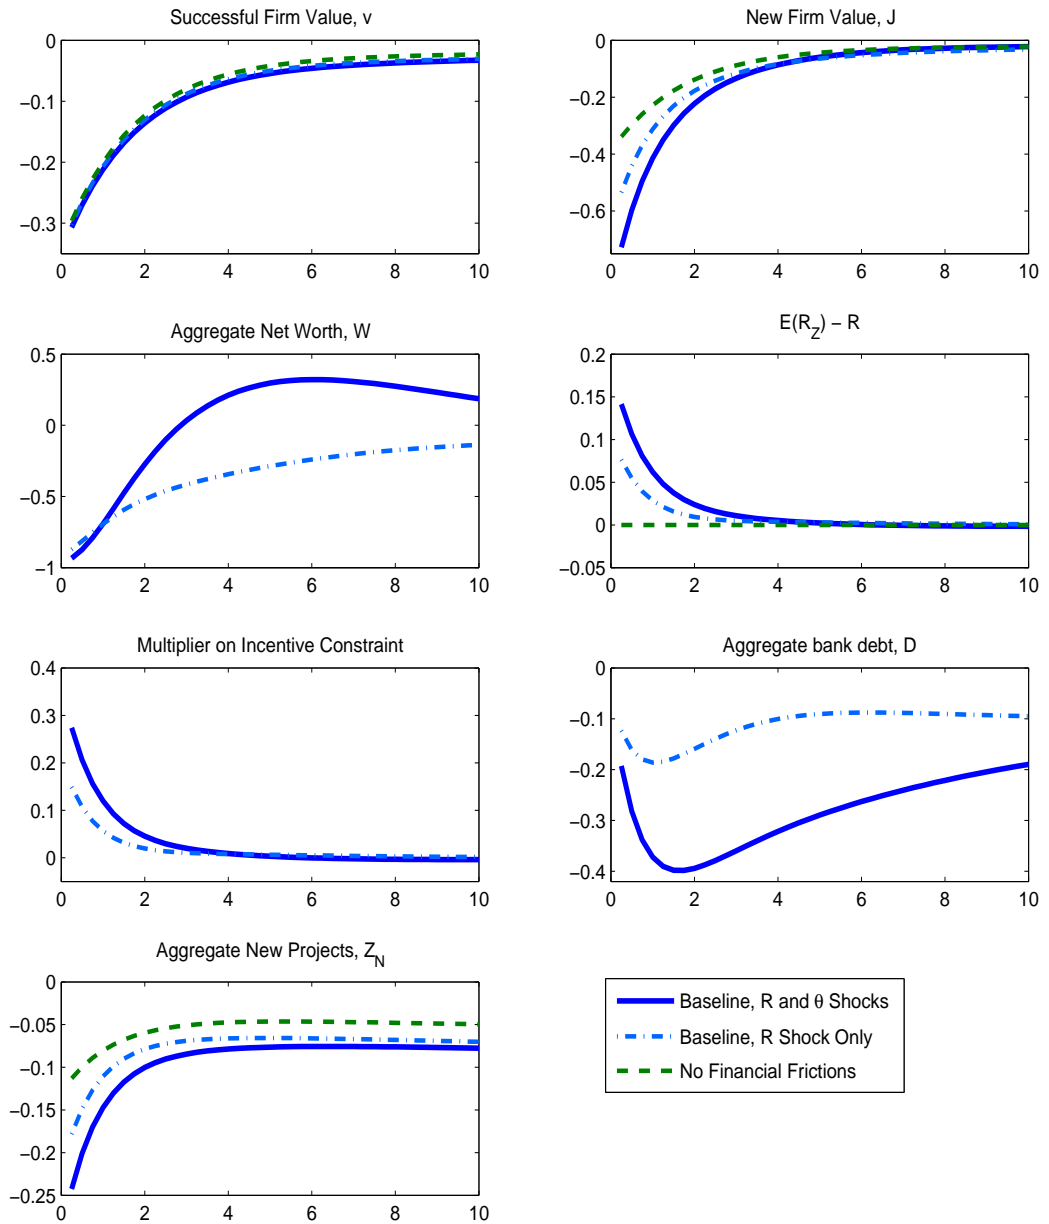 Successful Firm Value, v
0
−0.1
−0.2
−0.3
0 2 4 6 8 10
New Firm Value, J
0
−0.2
−0.4
−0.6
0 2 4 6 8 10
Aggregate Net Worth, W
0.5
0
−0.5
−1
0 2 4 6 8 10
E(R_Z) − R
0.2
0.15
0.1
0.05
0
−0.05
0 2 4 6 8 10
Multiplier on Incentive Constraint
0.4
0.3
0.2
0.1
0
0 2 4 6 8 10
Aggregate bank debt, D
0
−0.1
−0.2
−0.3
−0.4
0 2 4 6 8 10
Aggregate New Projects, Z_N
0
−0.05
−0.1
−0.15
−0.2
−0.25
0 2 4 6 8 10
Baseline, R and θ Shocks
Baseline, R Shock Only
No Financial Frictions